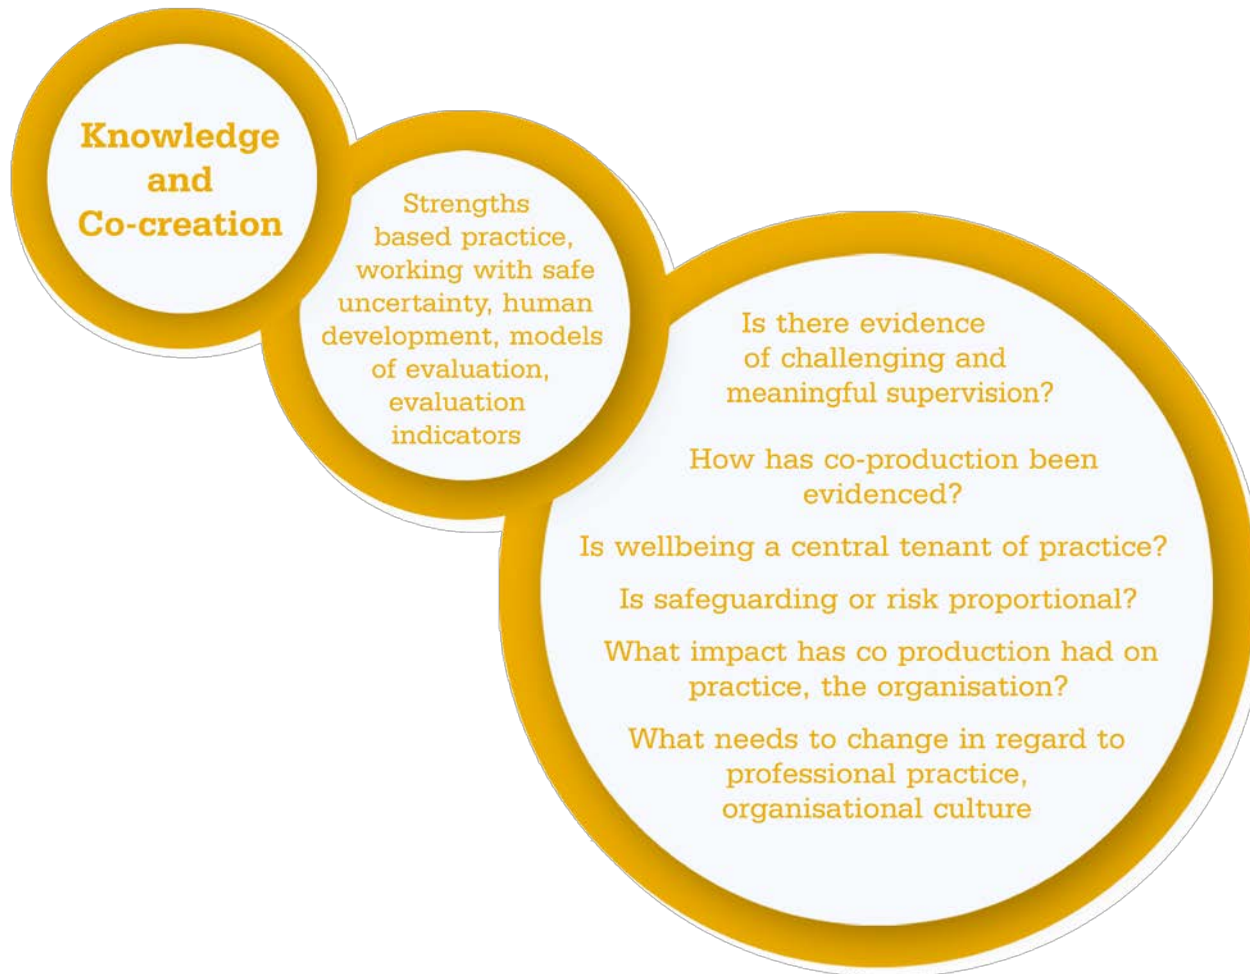 Knowledge
and
Co-creation
Strengths
based practice,
working with safe
uncertainty, human
development, models
of evaluation,
evaluation
indicators
Is there evidence
of challenging and
meaningful supervision?
How has co-production been
evidenced?
Is wellbeing a central tenant of practice?
Is safeguarding or risk proportional?
What impact has co production had on
practice, the organisation?
What needs to change in regard to
professional practice,
organisational culture